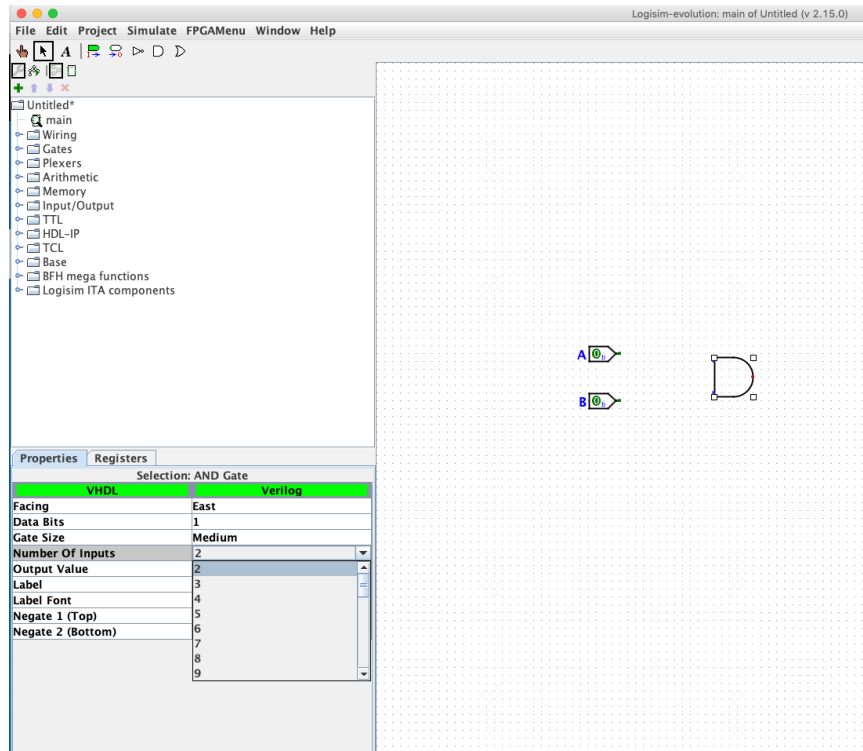 Logisim-evolution: main of Untitled (v 2.15.0)
File Edit Project Simulate FPGAMenu Window Help
A
Untitled*
main
Wiring
Gates
Plexers
Arithmetic
Memory
Input/Output
TTL
HDL-IP
TCL
Base
BFH mega functions
Logisim ITA components
A 0 b
B 0 b
Properties Registers
Selection: AND Gate
VHDL Verilog
Facing East
Data Bits 1
Gate Size Medium
Number Of Inputs 2
Output Value 2
Label 3
Label Font 4
Negate 1 (Top) 5
Negate 2 (Bottom) 6
7
8
9